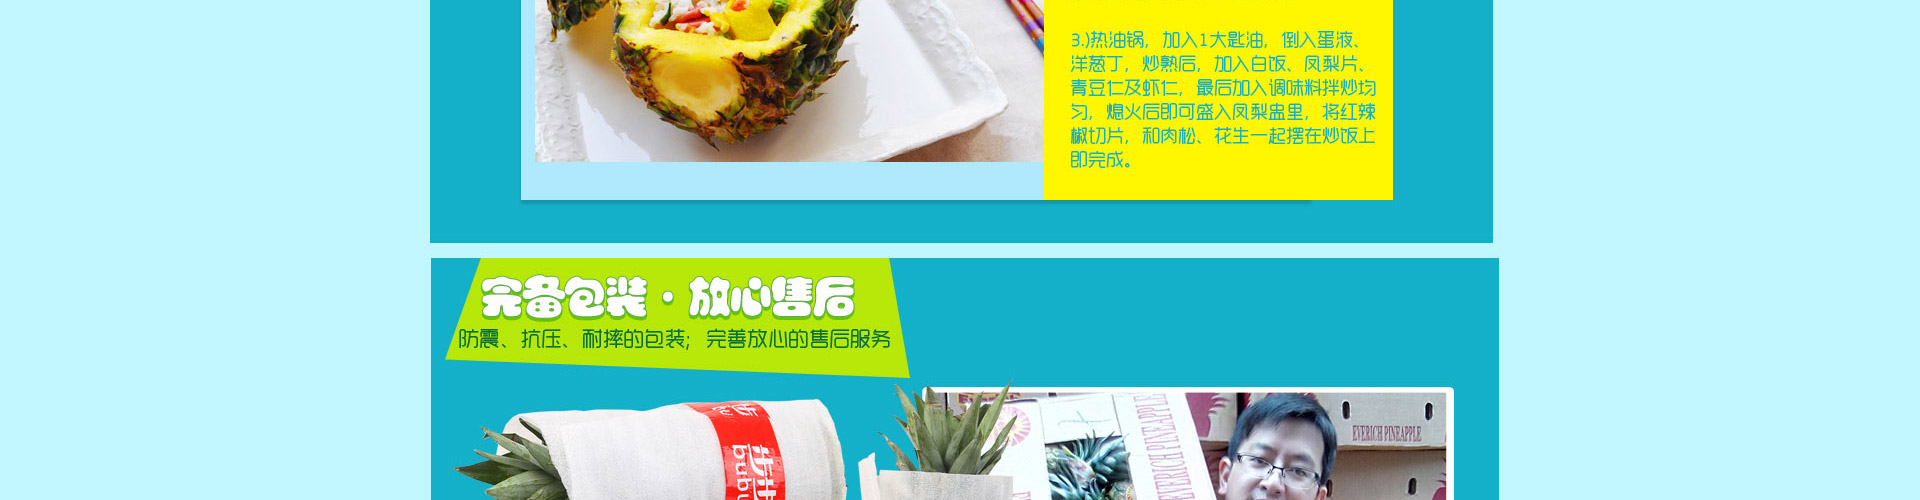 3.)热油锅，加入1大匙油，倒入蛋液、
洋葱丁，炒熟后，加入白饭、凤梨片、
青豆仁及虾仁，最后加入调味料拌炒均
匀，熄火后即可盛入凤梨盅里，将红辣
椒切片，和肉松、花生一起摆在炒饭上
即完成。
完备包装·放心售后
防震、抗压、耐摔的包装；完善放心的售后服务
EVERICH PINEAPPLE
PINEAPPLE
EVERICH PINEAPPLE